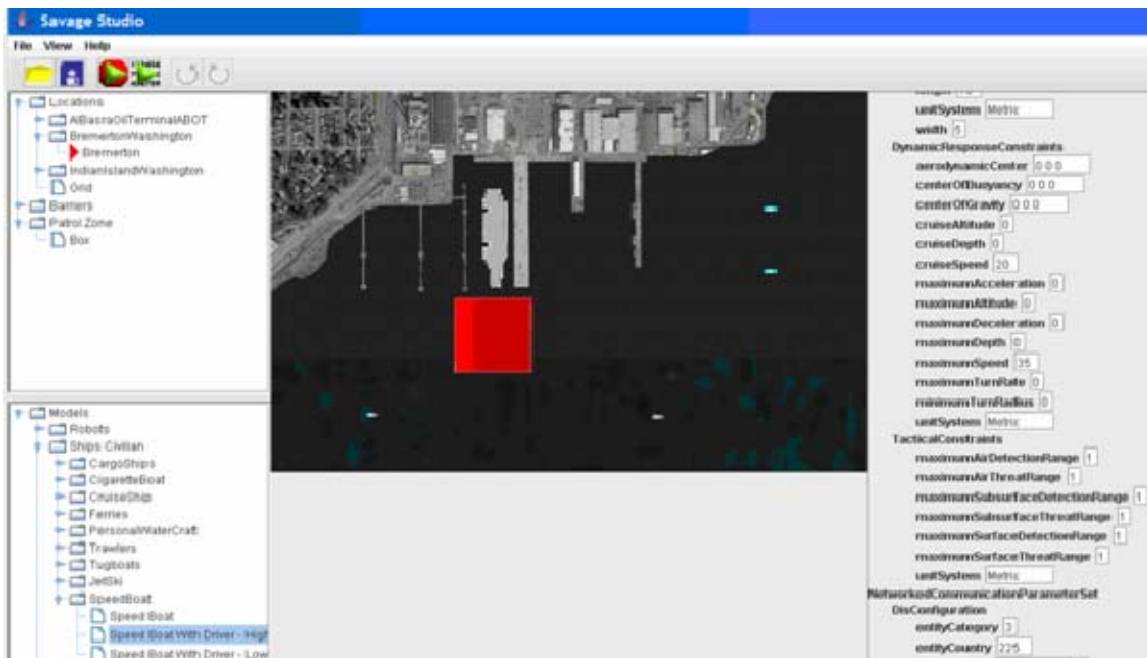 Savage Studio
File View Help
Locations
AlBasraOilTerminalABOT
BremertonWashington
Bremerton
IndianIslandWashington
Grid
Barriers
Patrol Zone
Box
Models
Robots
Ships Civilian
CargoShips
CigaretteBoat
CruiseShip
Ferries
PersonalWaterCraft
Trawlers
Tugboats
JetSki
SpeedBoat
Speed Boat
Speed Boat With Driver - High
Speed Boat With Driver - Low
unitSystem Metric
width 5
DynamicResponseConstraints
aerodynamicCenter 0 0 0
centerOfBuoyancy 0 0 0
centerOfGravity 0 0 0
cruiseAltitude 0
cruiseDepth 0
cruiseSpeed 20
maximumAcceleration 0
maximumAltitude 0
maximumDeceleration 0
maximumDepth 0
maximumSpeed 35
maximumTurnRate 0
minimumTurnRadius 0
unitSystem Metric
TacticalConstraints
maximumAirDetectionRange 1
maximumAirThreatRange 1
maximumSubsurfaceDetectionRange 1
maximumSubsurfaceThreatRange 1
maximumSurfaceDetectionRange 1
maximumSurfaceThreatRange 1
unitSystem Metric
NetworkedCommunicationParameterSet
DisConfiguration
entityCategory 3
entityCountry 225